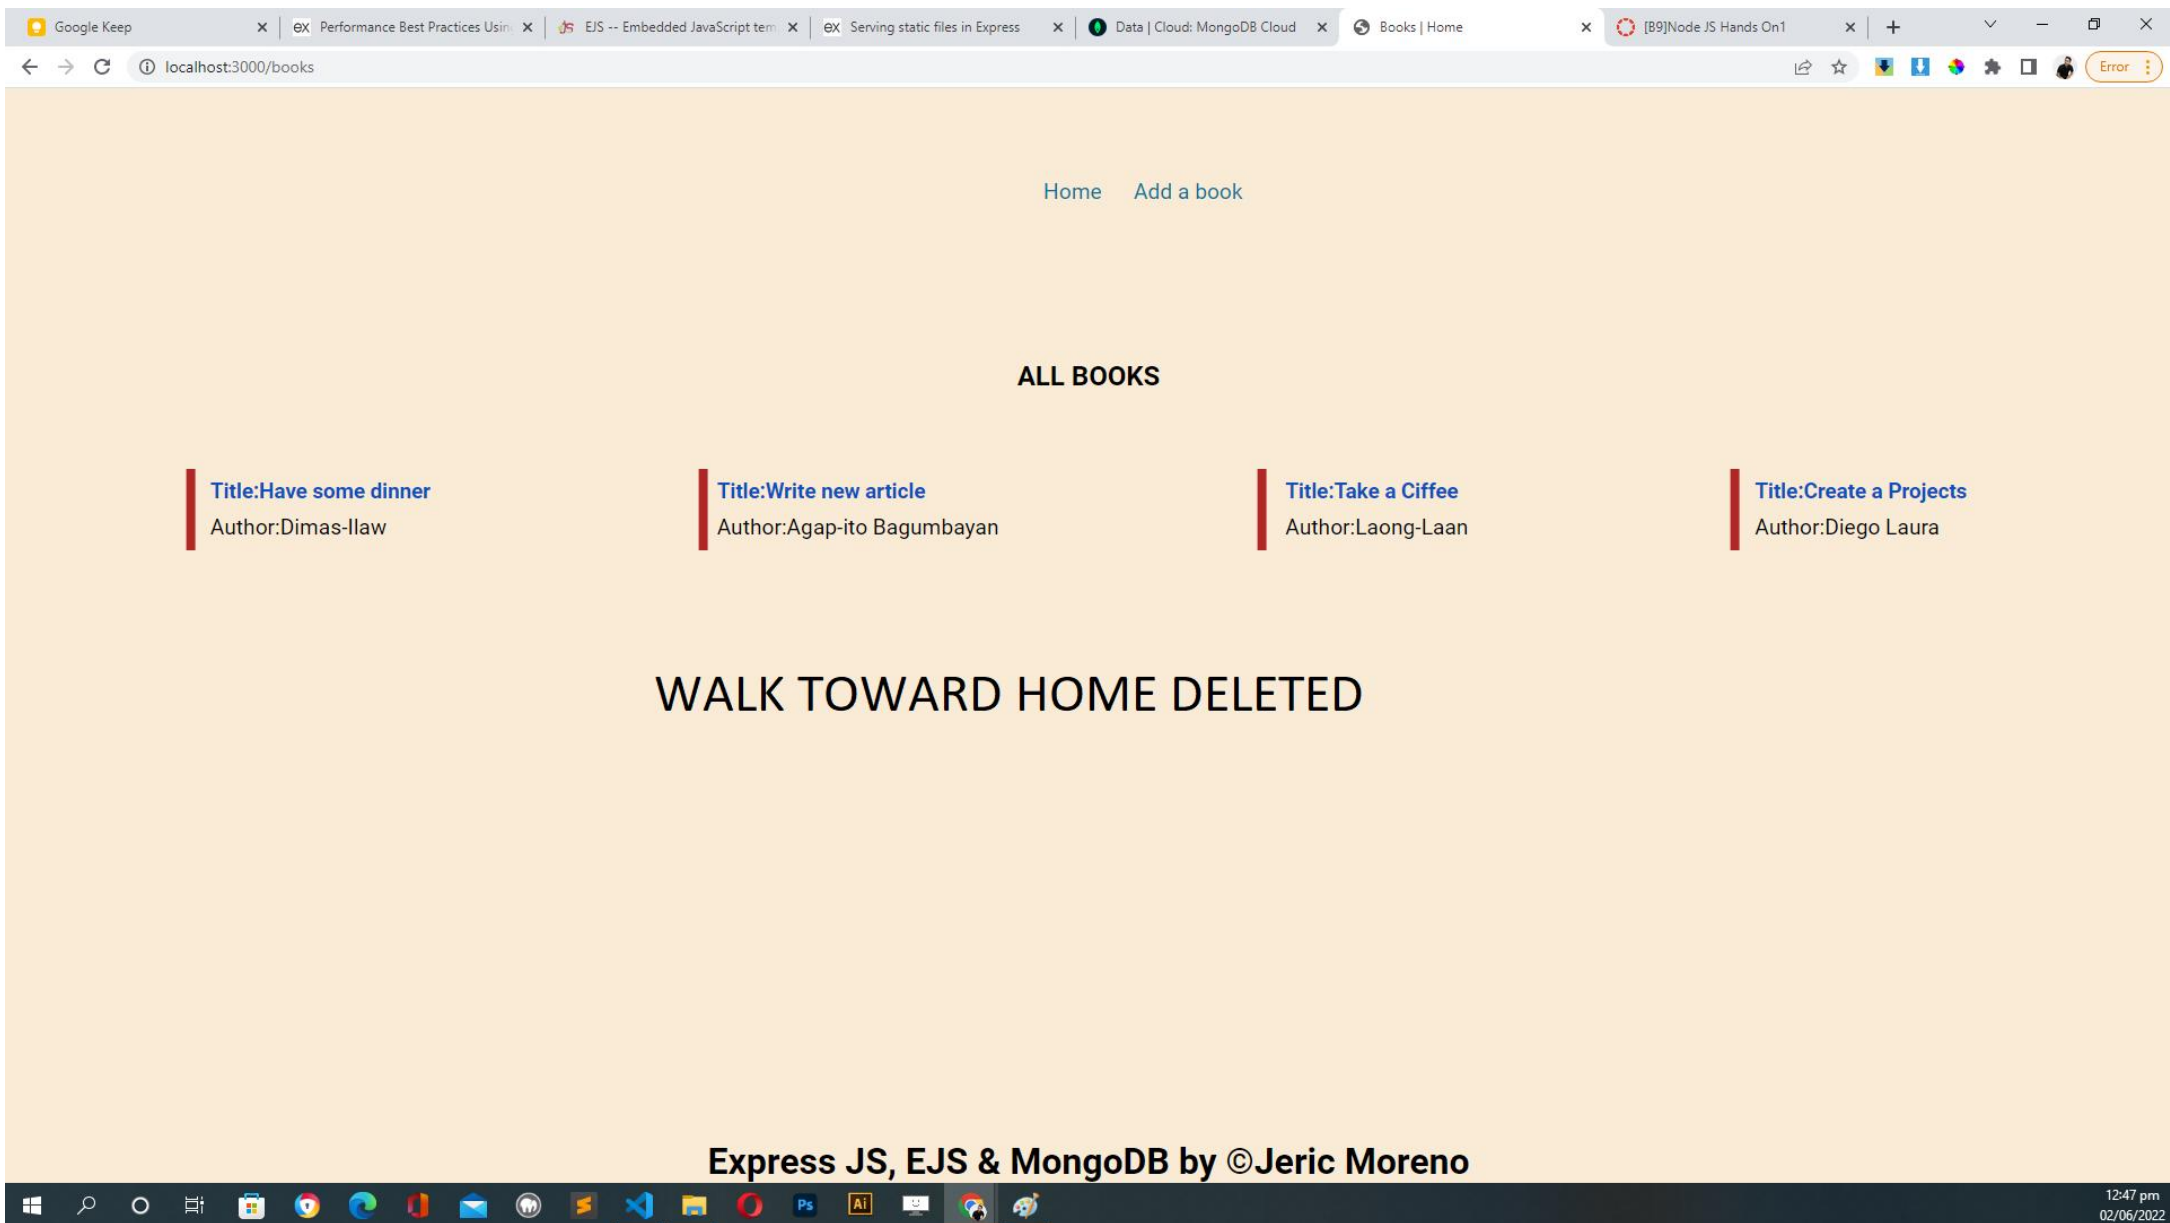 Google Keep
Performance Best Practices Usin
EJS -- Embedded JavaScript tem
Serving static files in Express
Data | Cloud: MongoDB Cloud
Books | Home
[B9]Node JS Hands On1
localhost:3000/books
Error
Home Add a book
ALL BOOKS
Title:Have some dinner
Author:Dimas-Ilaw
Title:Write new article
Author:Agap-ito Bagumbayan
Title:Take a Ciffee
Author:Laong-Laan
Title:Create a Projects
Author:Diego Laura
WALK TOWARD HOME DELETED
Express JS, EJS & MongoDB by ©Jeric Moreno
Ps
Ai
12:47 pm
02/06/2022